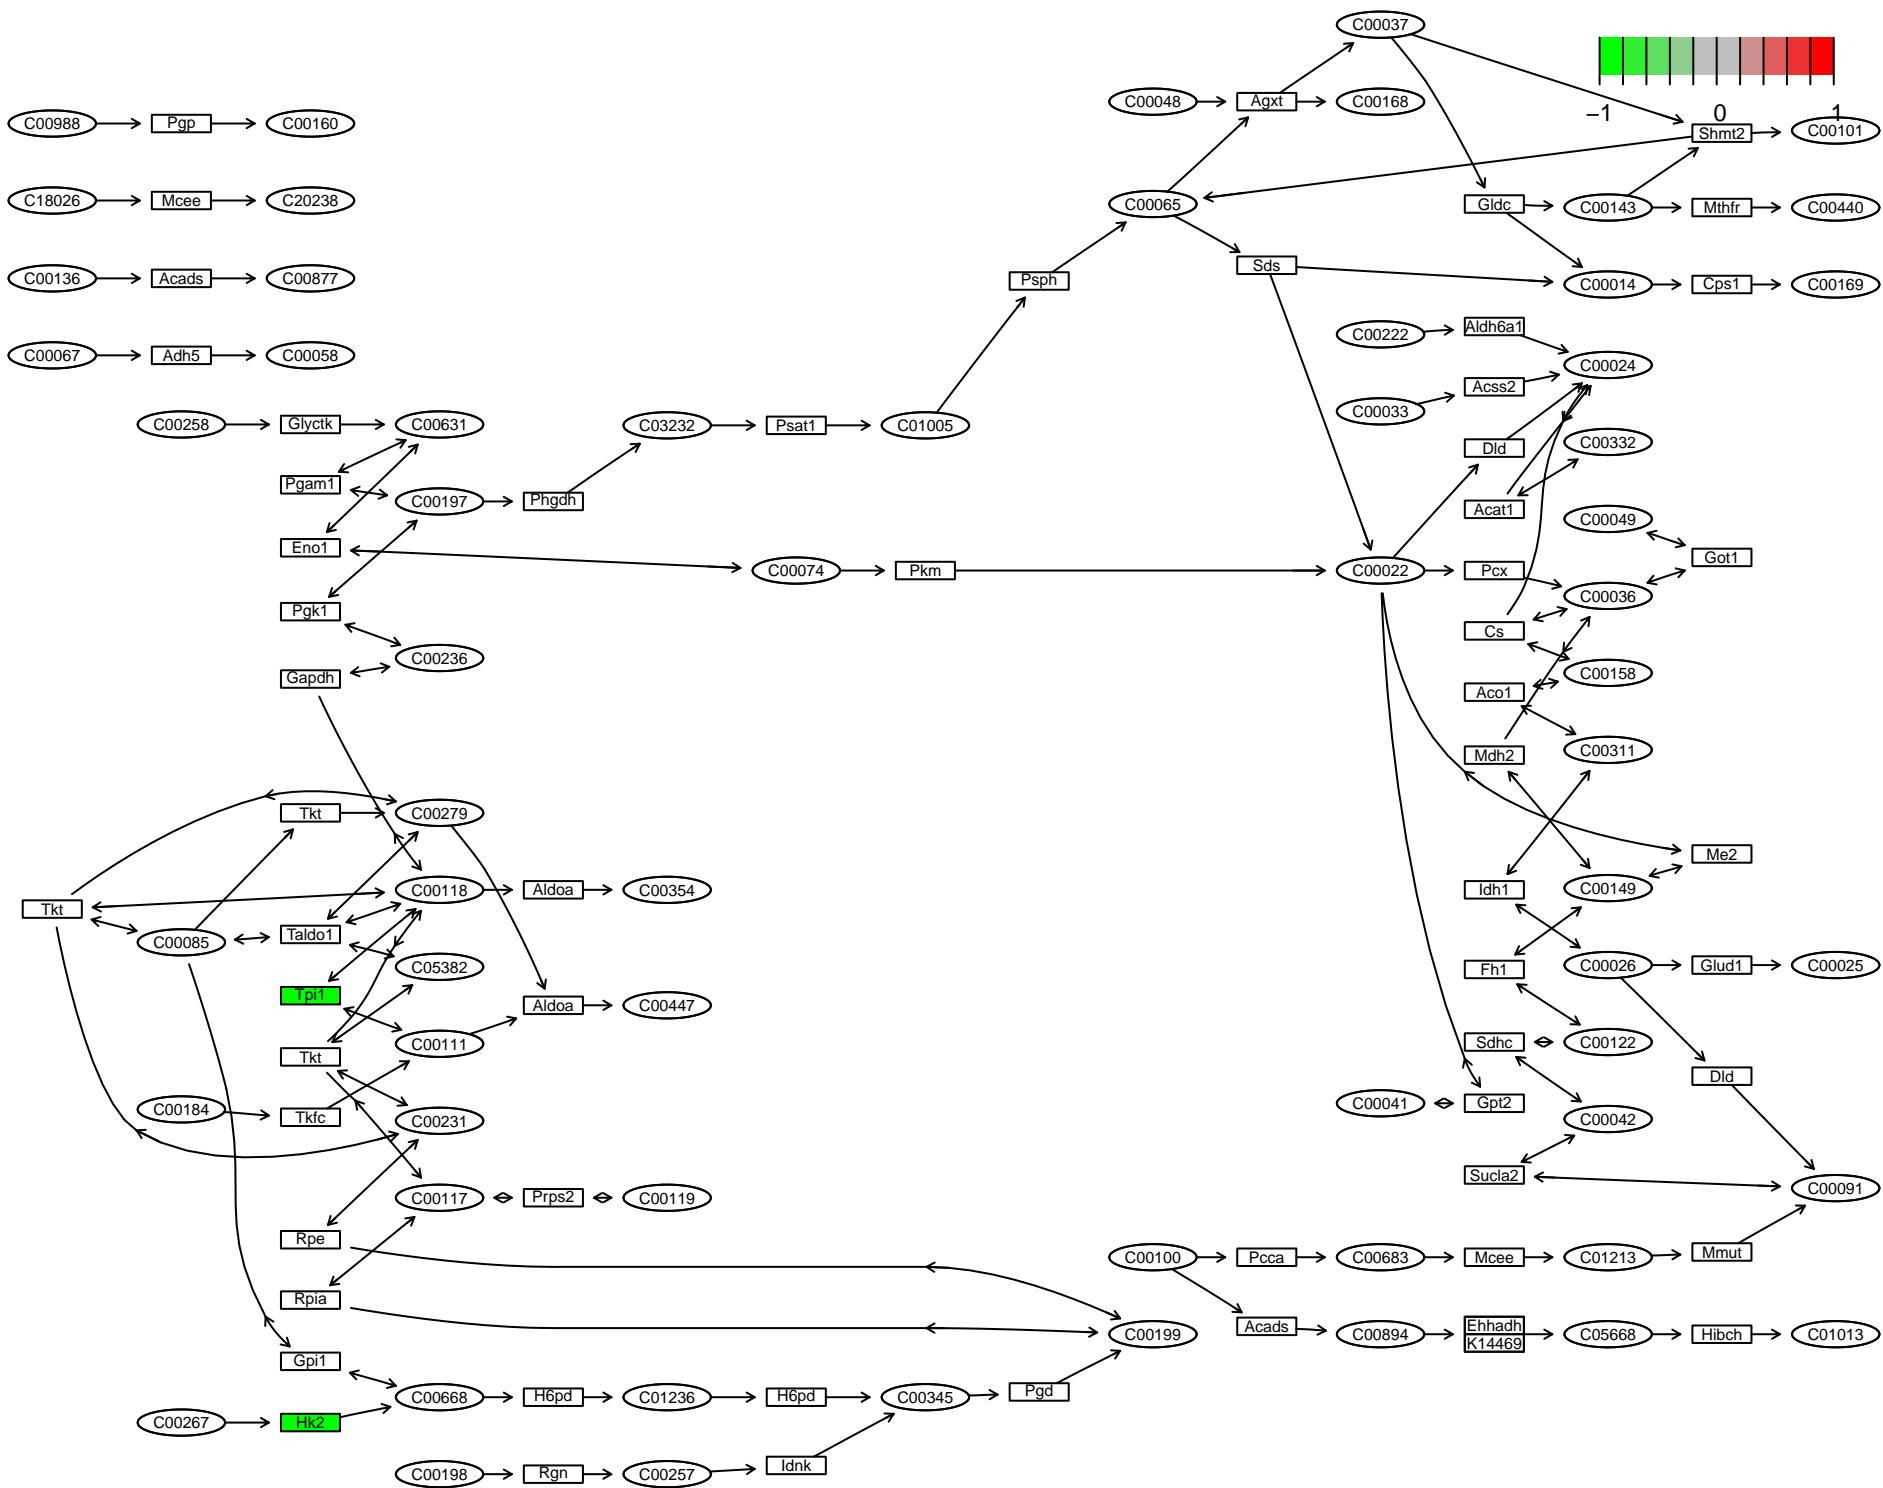 C00037
C00048 Agxt C00168
−1 0 1
C00988 Pgp C00160
Shmt2 C00101
C18026 Mcee C20238
C00065 Gldc C00143 Mthfr C00440
C00136 Acads C00877
Psph Sds C00014 Cps1 C00169
C00222 Aldh6a1
C00067 Adh5 C00058
C00024
Acss2
C00033
C00258 Glyctk C00631 C03232 Psat1 C01005
Dld C00332
Pgam1
C00197 Phgdh
Acat1
C00049
Eno1 Got1
C00074 Pkm C00022 Pcx
C00036
Pgk1
Cs
C00236
C00158
Gapdh
Aco1
C00311
Mdh2
Tkt C00279
Me2
C00118 Aldoa C00354 Idh1 C00149
Tkt
C00085 Taldo1
C05382 Fh1 C00026 Glud1 C00025
Tpi1
Aldoa C00447
C00111 Sdhc C00122
Tkt
Dld
C00184 Tkfc C00041 Gpt2
C00231 C00042
Sucla2
C00117 Prps2 C00119 C00091
Rpe
C00100 Pcca C00683 Mcee C01213 Mmut
Rpia
Acads Ehhadh
C00199 C00894 C05668 Hibch C01013
K14469
Gpi1
C00668 H6pd C01236 H6pd C00345 Pgd
C00267 Hk2
C00198 Rgn C00257 Idnk